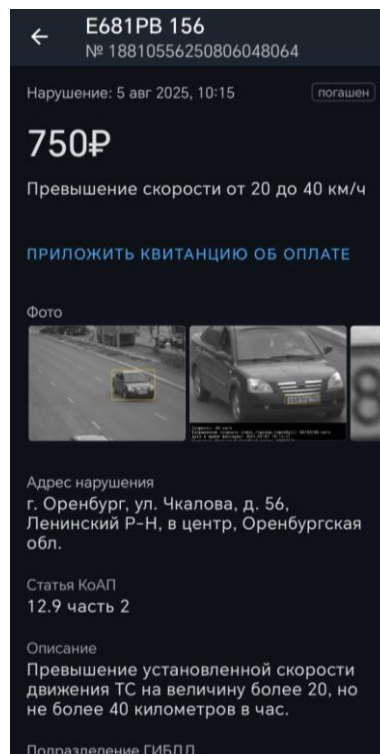 Е681РВ 156
№ 18810556250806048064
Нарушение: 5 авг 2025, 10:15
погашен
750₽
Превышение скорости от 20 до 40 км/ч
ПРИЛОЖИТЬ КВИТАНЦИЮ ОБ ОПЛАТЕ
Фото
Адрес нарушения
г. Оренбург, ул. Чкалова, д. 56,
Ленинский Р-Н, в центр, Оренбургская
обл.
Статья КоАП
12.9 часть 2
Описание
Превышение установленной скорости
движения ТС на величину более 20, но
не более 40 километров в час.
Подразделение ГИБДД